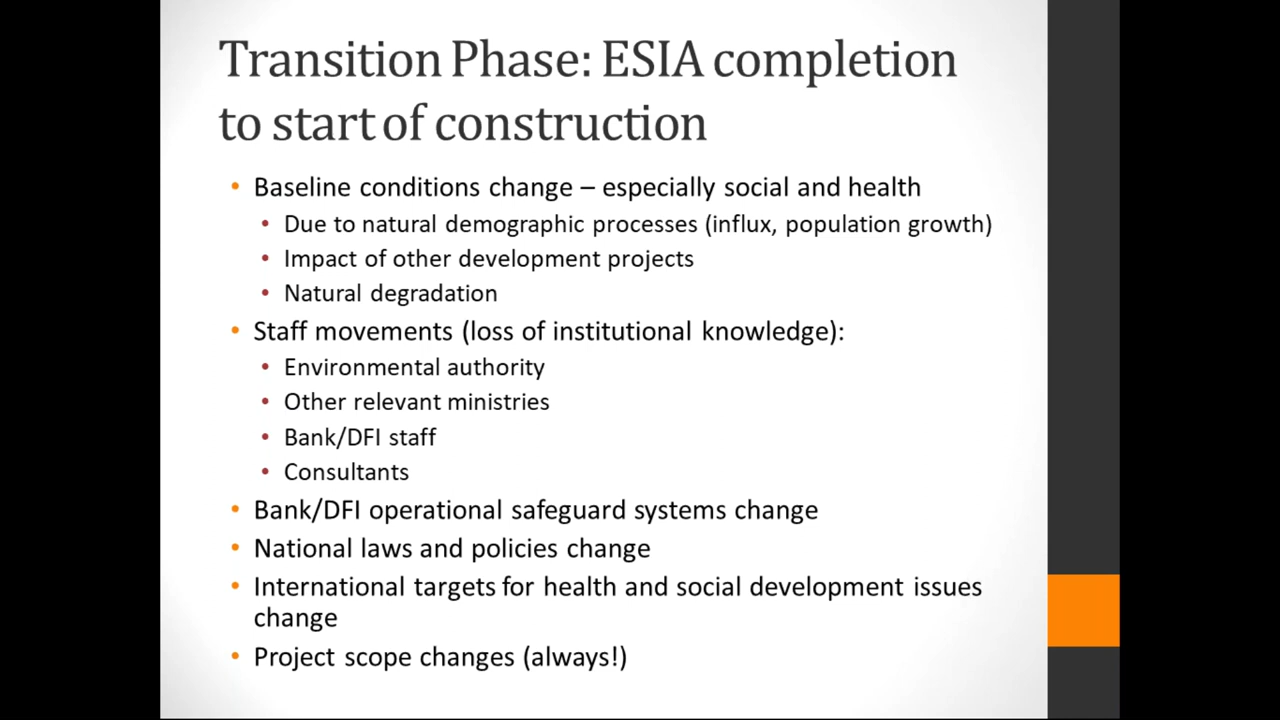 Transition Phase: ESIA completion
to start of construction
• Baseline conditions change – especially social and health
• Due to natural demographic processes (influx, population growth)
• Impact of other development projects
• Natural degradation
• Staff movements (loss of institutional knowledge):
• Environmental authority
• Other relevant ministries
• Bank/DFI staff
• Consultants
• Bank/DFI operational safeguard systems change
• National laws and policies change
• International targets for health and social development issues
change
• Project scope changes (always!)